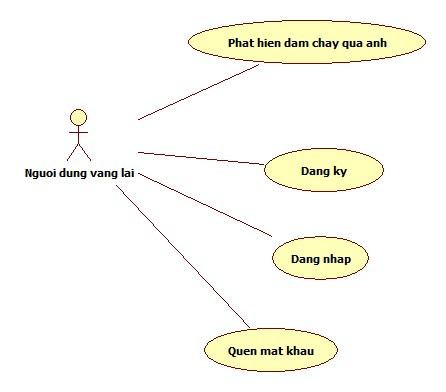 Phat hien dam chay qua anh
Nguoi dung vang lai
Dang ky
Dang nhap
Quen mat khau